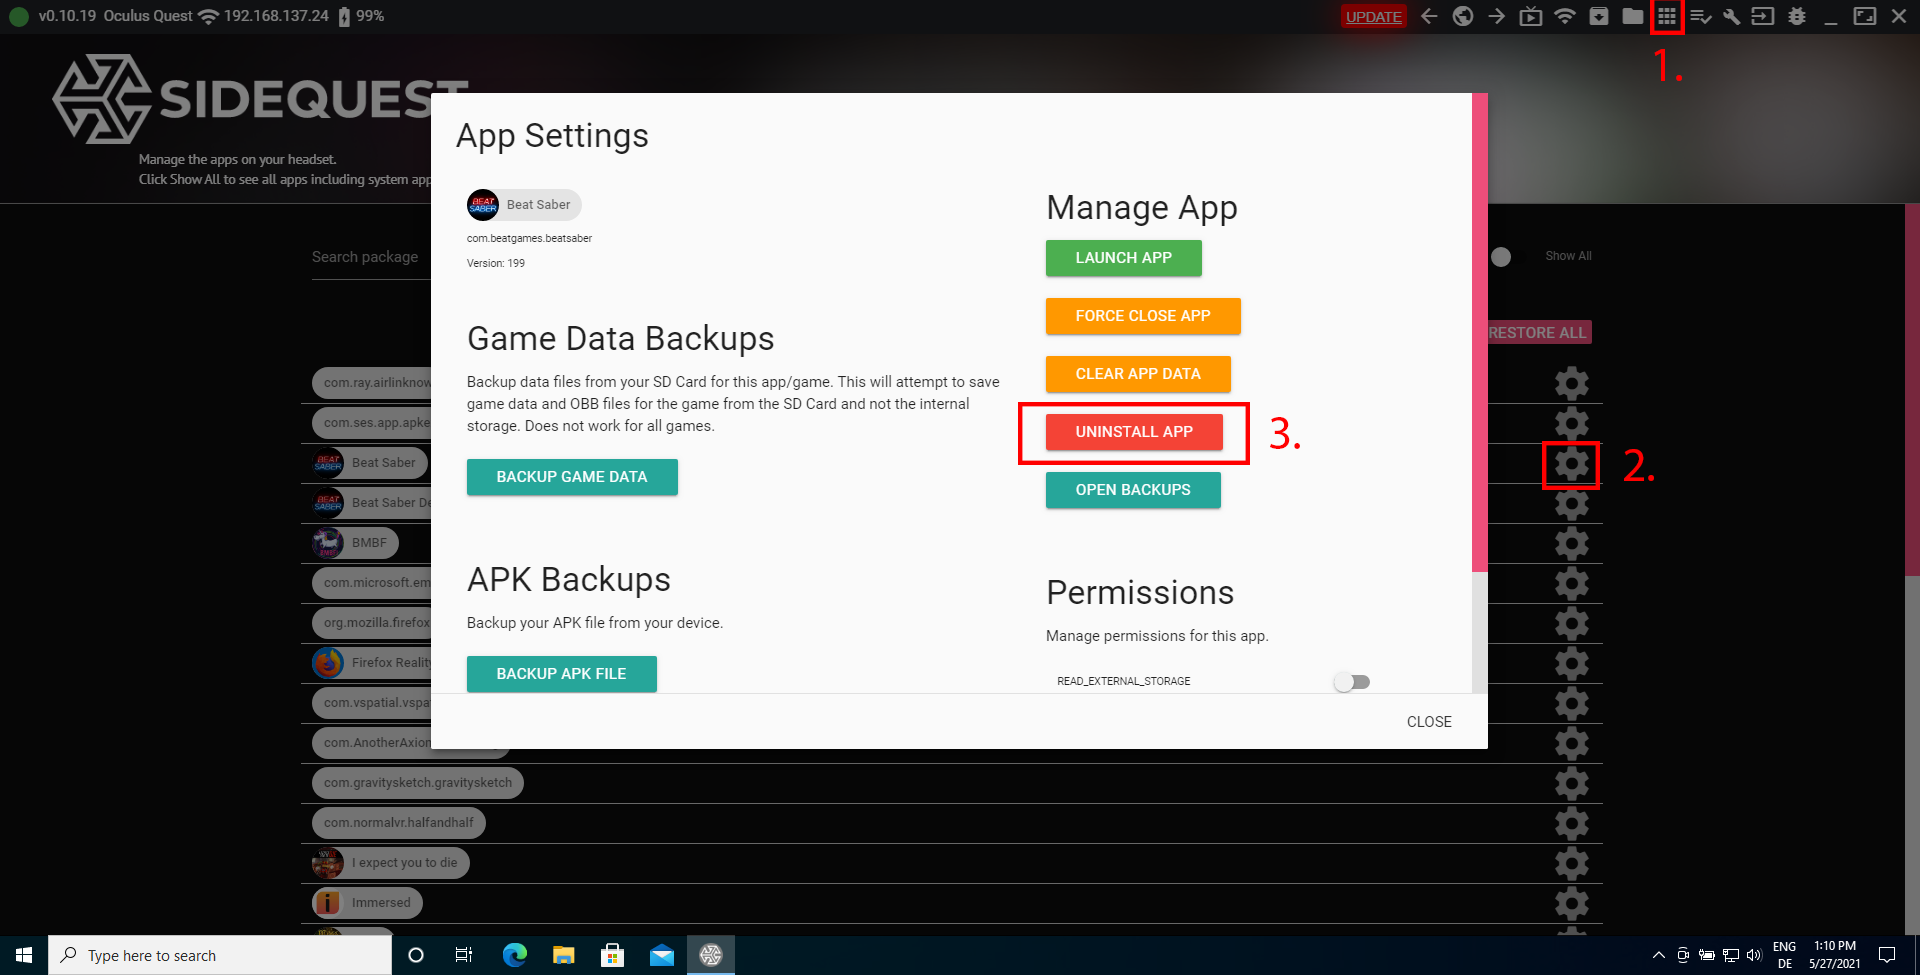 v0.10.19 Oculus Quest 192.168.137.24 99%
UPDATE
1.
SIDEQUEST
Manage the apps on your headset.
Click Show All to see all apps including system app
Search package
Show All
RESTORE ALL
com.ray.airlinknow
com.ses.app.apke
Beat Saber
Beat Saber De
BMBF
com.microsoft.em
org.mozilla.firefox
Firefox Reality
com.vspatial.vspa
com.AnotherAxion
com.gravitysketch.gravitysketch
com.normalvr.halfandhalf
I expect you to die
Immersed
2.
App Settings
BEAT SABER
Beat Saber
com.beatgames.beatsaber
Version: 199
Game Data Backups
Backup data files from your SD Card for this app/game. This will attempt to save
game data and OBB files for the game from the SD Card and not the internal
storage. Does not work for all games.
BACKUP GAME DATA
APK Backups
Backup your APK file from your device.
BACKUP APK FILE
Manage App
LAUNCH APP
FORCE CLOSE APP
CLEAR APP DATA
UNINSTALL APP
3.
OPEN BACKUPS
Permissions
Manage permissions for this app.
READ_EXTERNAL_STORAGE
CLOSE
Type here to search
ENG
DE
1:10 PM
5/27/2021